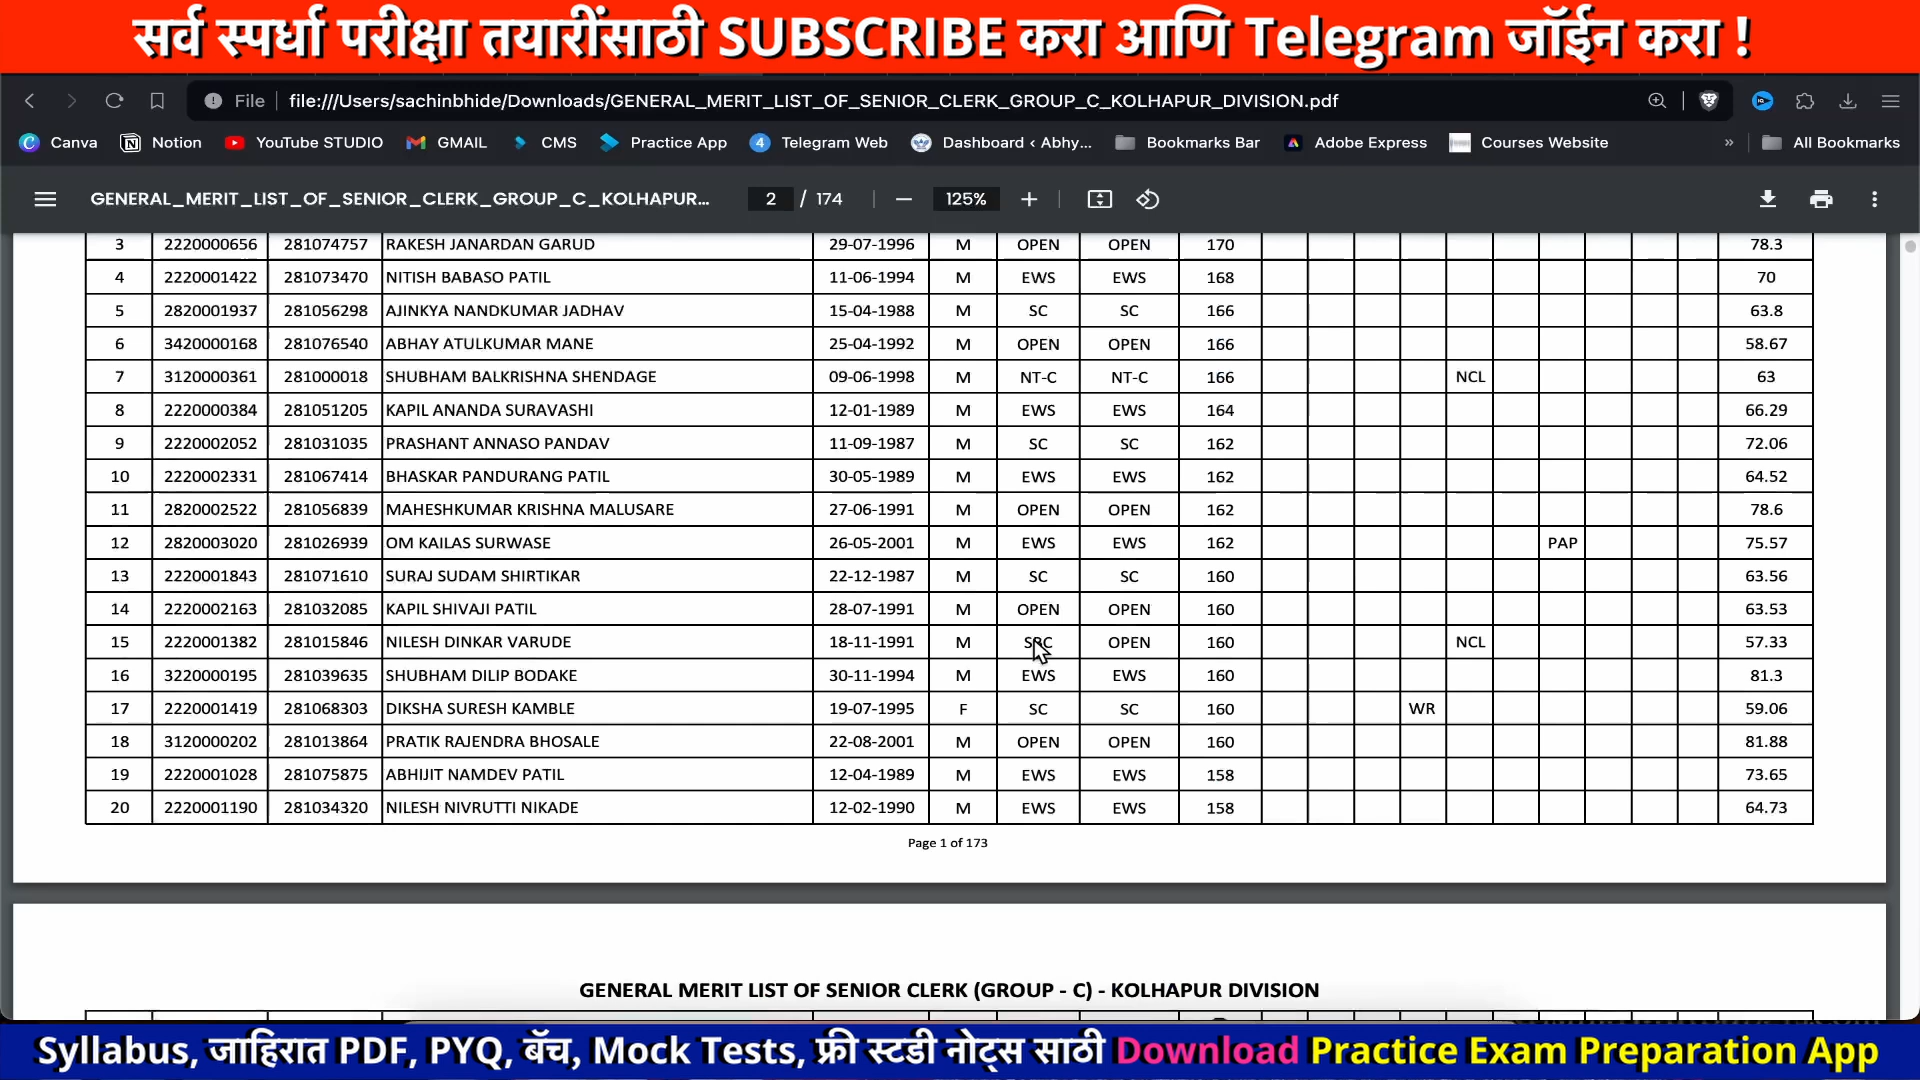 सर्व स्पर्धा परीक्षा तयारींसाठी SUBSCRIBE करा आणि Telegram जॉईन करा !
File file:///Users/sachinbhide/Downloads/GENERAL_MERIT_LIST_OF_SENIOR_CLERK_GROUP_C_KOLHAPUR_DIVISION.pdf
Canva Notion YouTube STUDIO GMAIL CMS Practice App 4 Telegram Web Dashboard ‹ Abhy... Bookmarks Bar Adobe Express Courses Website » All Bookmarks
GENERAL_MERIT_LIST_OF_SENIOR_CLERK_GROUP_C_KOLHAPUR... 2 / 174 — 125% +
3 2220000656 281074757 RAKESH JANARDAN GARUD 29-07-1996 M OPEN OPEN 170 78.3
4 2220001422 281073470 NITISH BABASO PATIL 11-06-1994 M EWS EWS 168 70
5 2820001937 281056298 AJINKYA NANDKUMAR JADHAV 15-04-1988 M SC SC 166 63.8
6 3420000168 281076540 ABHAY ATULKUMAR MANE 25-04-1992 M OPEN OPEN 166 58.67
7 3120000361 281000018 SHUBHAM BALKRISHNA SHENDAGE 09-06-1998 M NT-C NT-C 166 NCL 63
8 2220000384 281051205 KAPIL ANANDA SURAVASHI 12-01-1989 M EWS EWS 164 66.29
9 2220002052 281031035 PRASHANT ANNASO PANDAV 11-09-1987 M SC SC 162 72.06
10 2220002331 281067414 BHASKAR PANDURANG PATIL 30-05-1989 M EWS EWS 162 64.52
11 2820002522 281056839 MAHESHKUMAR KRISHNA MALUSARE 27-06-1991 M OPEN OPEN 162 78.6
12 2820003020 281026939 OM KAILAS SURWASE 26-05-2001 M EWS EWS 162 PAP 75.57
13 2220001843 281071610 SURAJ SUDAM SHIRTIKAR 22-12-1987 M SC SC 160 63.56
14 2220002163 281032085 KAPIL SHIVAJI PATIL 28-07-1991 M OPEN OPEN 160 63.53
15 2220001382 281015846 NILESH DINKAR VARUDE 18-11-1991 M OPEN 160 NCL 57.33
16 3220000195 281039635 SHUBHAM DILIP BODAKE 30-11-1994 M EWS EWS 160 81.3
17 2220001419 281068303 DIKSHA SURESH KAMBLE 19-07-1995 F SC SC 160 WR 59.06
18 3120000202 281013864 PRATIK RAJENDRA BHOSALE 22-08-2001 M OPEN OPEN 160 81.88
19 2220001028 281075875 ABHIJIT NAMDEV PATIL 12-04-1989 M EWS EWS 158 73.65
20 2220001190 281034320 NILESH NIVRUTTI NIKADE 12-02-1990 M EWS EWS 158 64.73
Page 1 of 173
GENERAL MERIT LIST OF SENIOR CLERK (GROUP - C) - KOLHAPUR DIVISION
Syllabus, जाहिरात PDF, PYQ, बॅच, Mock Tests, फ्री स्टडी नोट्स साठी Download Practice Exam Preparation App